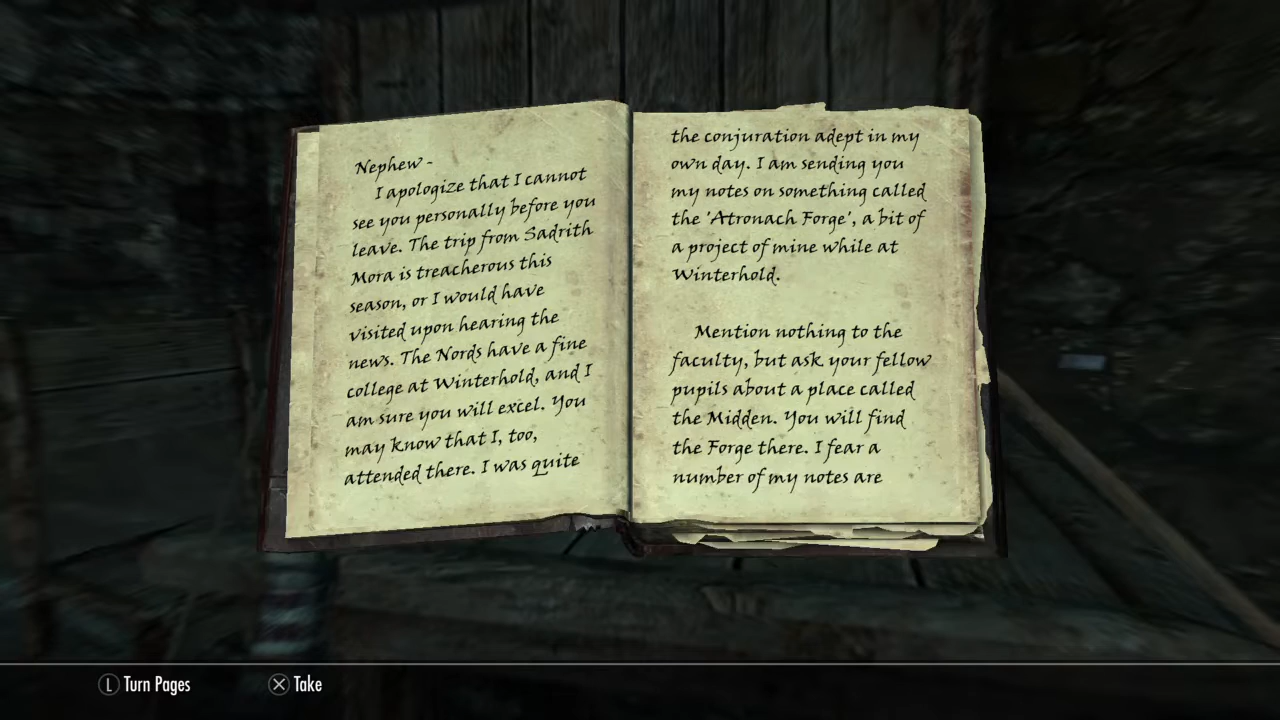 Nephew -
I apologize that I cannot
see you personally before you
leave. The trip from Sadrith
Mora is treacherous this
season, or I would have
visited upon hearing the
news. The Nords have a fine
college at Winterhold, and I
am sure you will excel. You
may know that I, too,
attended there. I was quite
the conjuration adept in my
own day. I am sending you
my notes on something called
the 'Atronach Forge', a bit of
a project of mine while at
Winterhold.
Mention nothing to the
faculty, but ask your fellow
pupils about a place called
the Midden. You will find
the Forge there. I fear a
number of my notes are
L Turn Pages
X Take